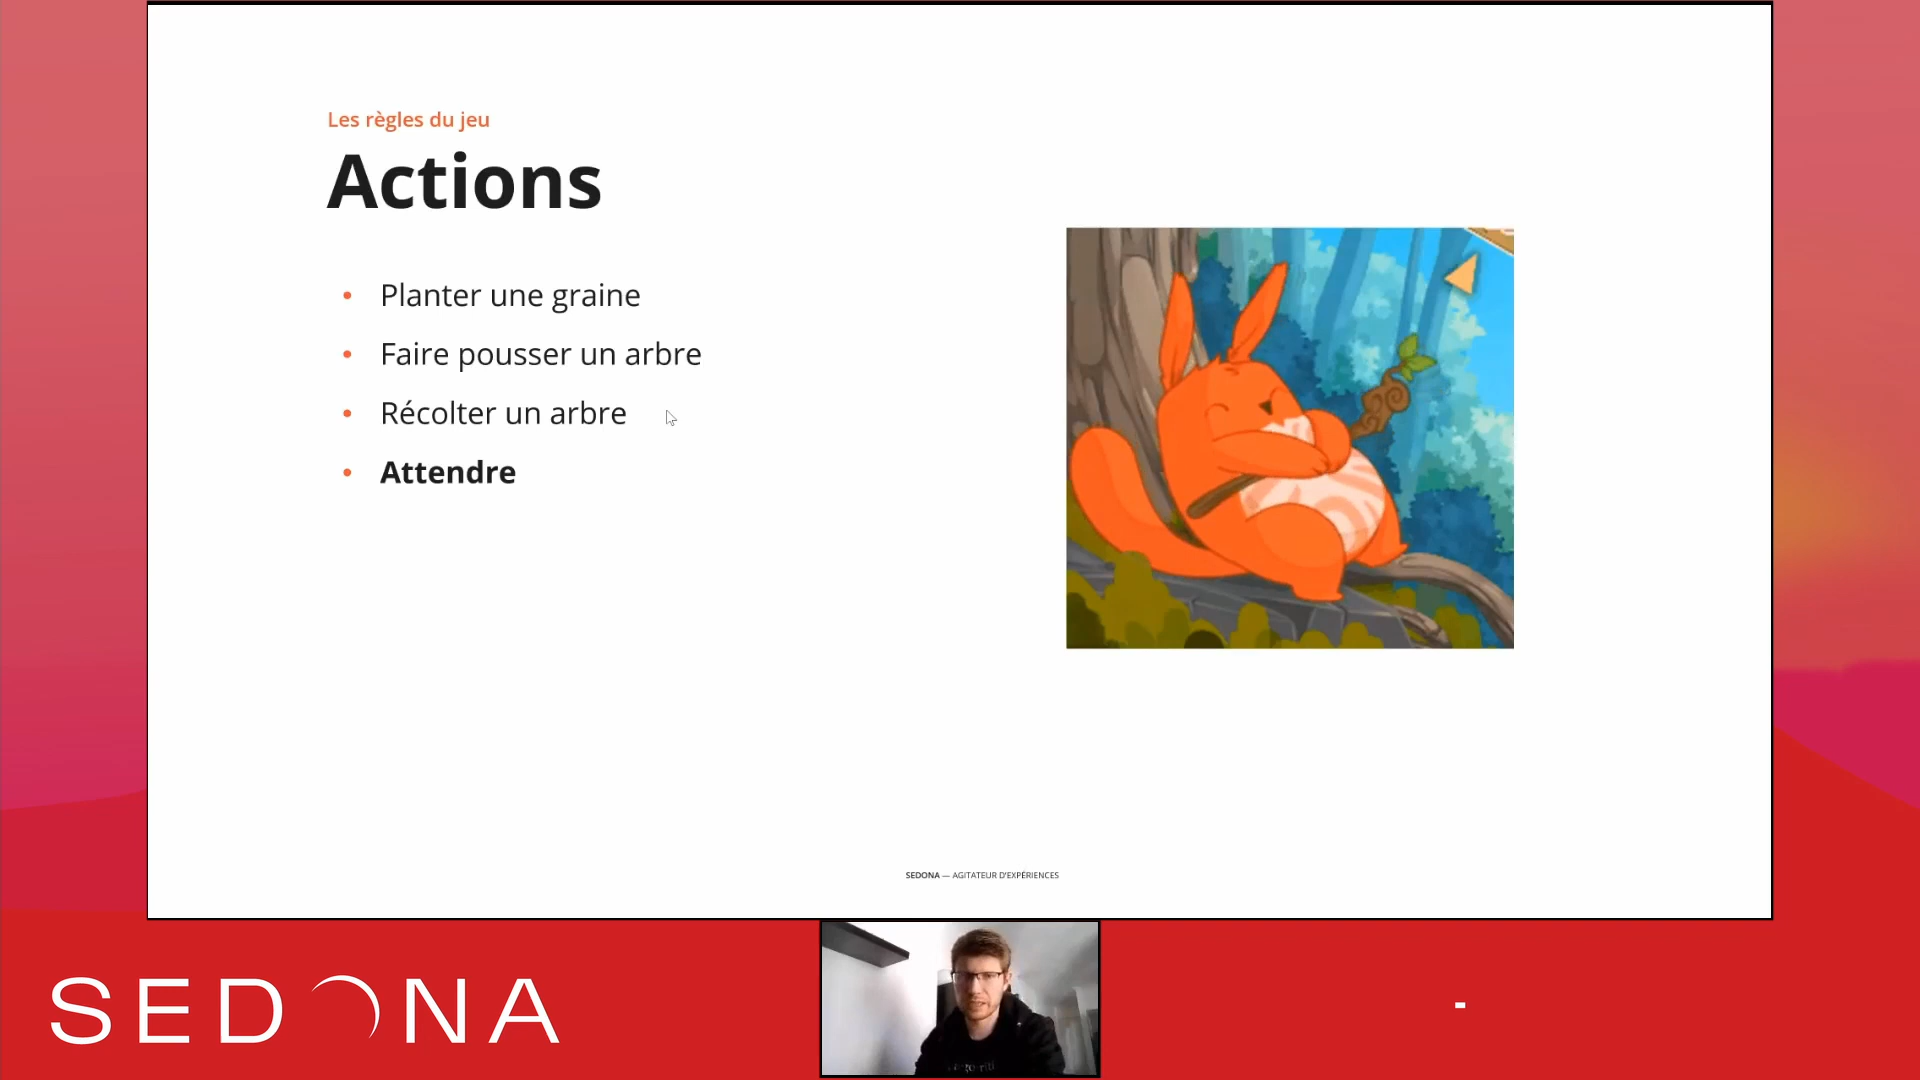 Les règles du jeu
Actions
• Planter une graine
• Faire pousser un arbre
• Récolter un arbre
• Attendre
SEDONA — AGITATEUR D'EXPÉRIENCES
SEDONA
-